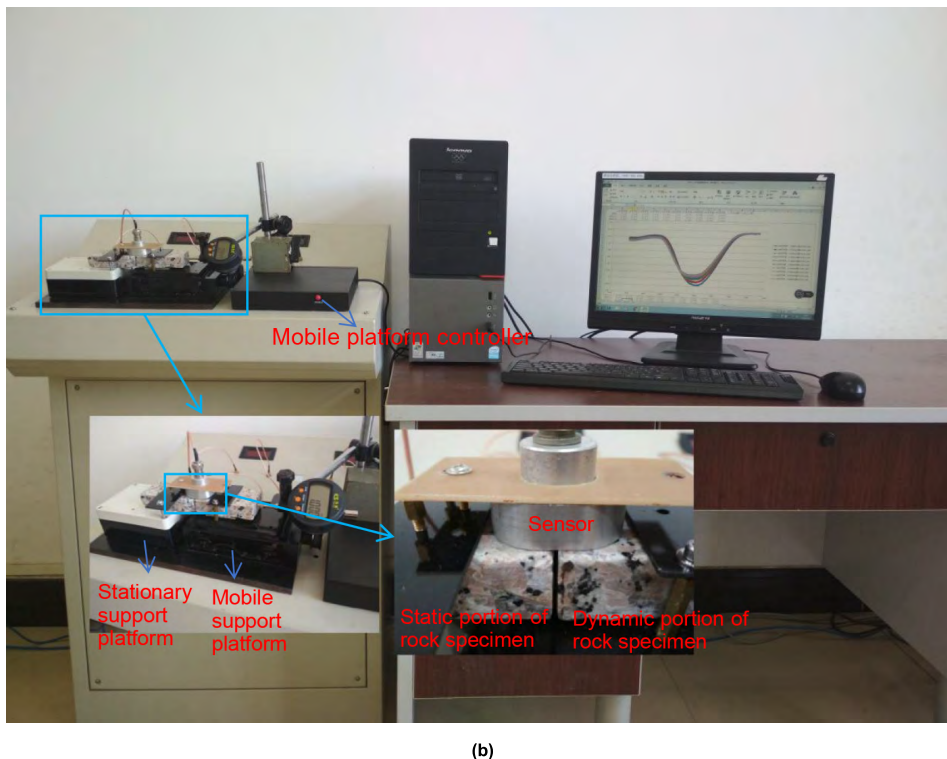 lenovo
Mobile platform controller
Sensor
Stationary
support
platform
Mobile
support
platform
Static portion of
rock specimen
Dynamic portion of
rock specimen
(b)